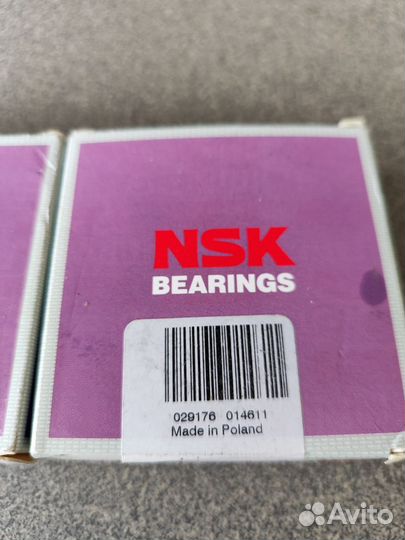 NSK
BEARINGS
029176 014611
Made in Poland
Avito